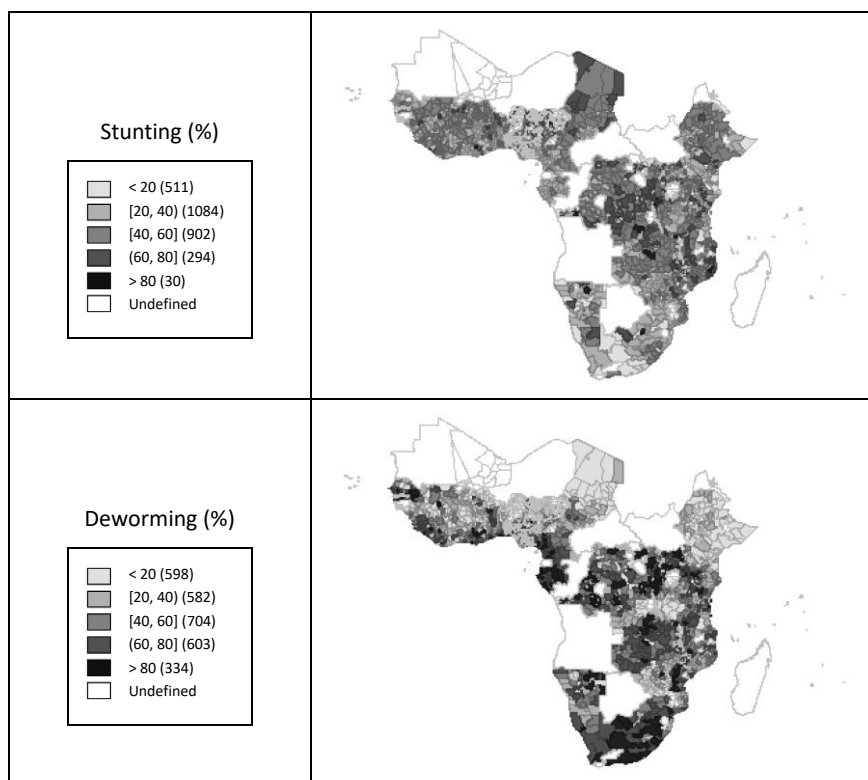 Stunting (%)
< 20 (511)
[20, 40) (1084)
[40, 60] (902)
(60, 80] (294)
> 80 (30)
Undefined
Deworming (%)
< 20 (598)
[20, 40) (582)
[40, 60] (704)
(60, 80] (603)
> 80 (334)
Undefined